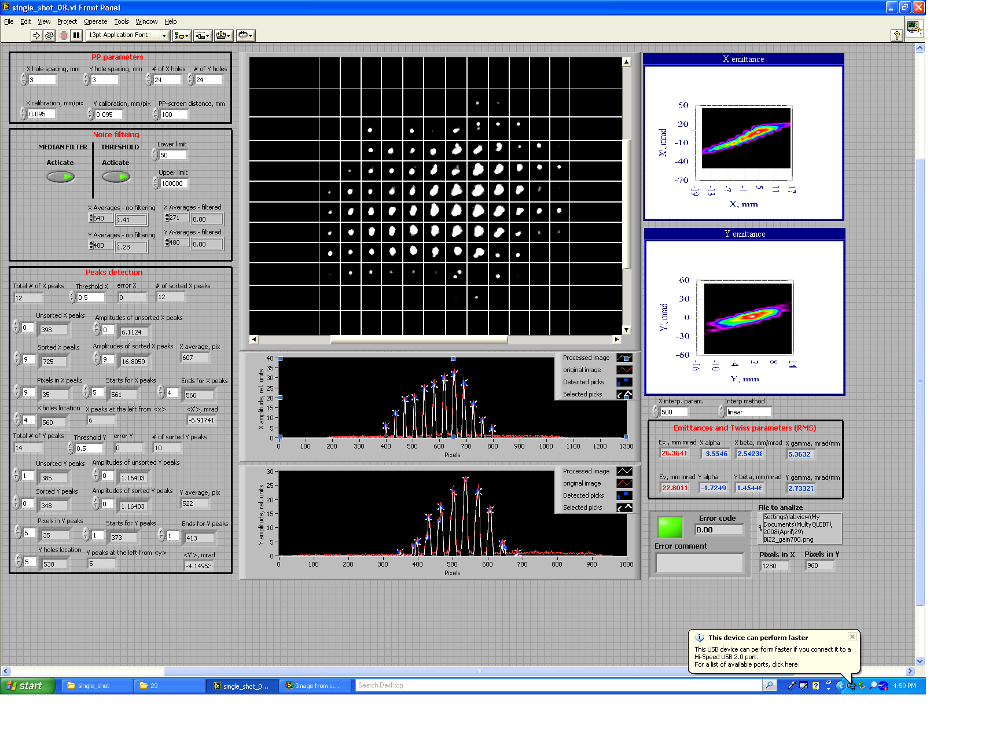 single_shot_08.vi Front Panel
File Edit View Project Operate Tools Window Help
13pt Application Font
PP parameters
X hole spacing, mm Y hole spacing, mm # of X holes # of Y holes
3 3 24 24
X calibration, mm/pix Y calibration, mm/pix PP-screen distance, mm
0.095 0.095 100
Noice filteing
MEDIAN FILTER THRESHOLD Lower limit
50
Acticate Acticate
Upper limit
100000
X Averages - no filtering X Averages - filtered
640 1.41 271 0.00
Y Averages - no filtering Y Averages - filtered
480 1.28 480 0.00
Peaks detection
Total # of X peaks Threshold X error X # of sorted X peaks
12 0.5 0 12
Unsorted X peaks Amplitudes of unsorted X peaks
0 398 0 6.1124
Sorted X peaks Amplitudes of sorted X peaks X average, pix
9 725 9 16.8059 607
Pixels in X peaks Starts for X peaks Ends for X peaks
9 35 5 561 4 560
X holes location X peaks at the left from <x> <X'>, mrad
4 560 6 -6.91741
Total # of Y peaks Threshold Y error Y # of sorted Y peaks
14 0.5 0 10
Unsorted Y peaks Amplitudes of unsorted Y peaks
1 385 0 1.16403
Sorted Y peaks Amplitudes of sorted Y peaks Y average, pix
0 348 0 1.16403 522
Pixels in Y peaks Starts for Y peaks Ends for Y peaks
5 35 1 373 1 413
Y holes location Y peaks at the left from <y> <Y'>, mrad
5 538 5 -4.14953
X amplitude, rel. units
40
35
30
25
20
15
10
5
0
0 100 200 300 400 500 600 700 800 900 1000 1100 1300
Pixels
Processed image
original image
Detected picks
Selected picks
Y amplitude, rel. units
30
25
20
15
10
5
0
0 100 200 300 400 500 600 700 800 900 1000
Pixels
Processed image
original image
Detected picks
Selected picks
X emittance
X', mrad
50
20
-10
-40
-70
-19 -13 -7 -1 5 11 17
X, mm
Y emittance
Y', mrad
60
30
0
-30
-60
-16 -10 -4 2 8 14
Y, mm
X interp. param. Interp method
500 linear
Emittances and Twiss parameters (RMS)
Ex , mm mrad X alpha X beta, mm/mrad X gamma, mrad/mm
26.3641 -3.5546 2.54238 5.3632
Ey, mm mrad Y alpha Y beta, mm/mrad Y gamma, mrad/mm
22.8011 -1.7249 1.45446 2.73327
Error code
0.00
Error comment
File to analize
Settings\labview\My
Documents\MultyQLEBT\
2008\April\29\
Bi22_gain700.png
Pixels in X Pixels in Y
1280 960
This device can perform faster
This USB device can perform faster if you connect it to a
Hi-Speed USB 2.0 port.
For a list of available ports, click here.
start single_shot 29 single_shot_0... Image from c... Search Desktop 4:59 PM